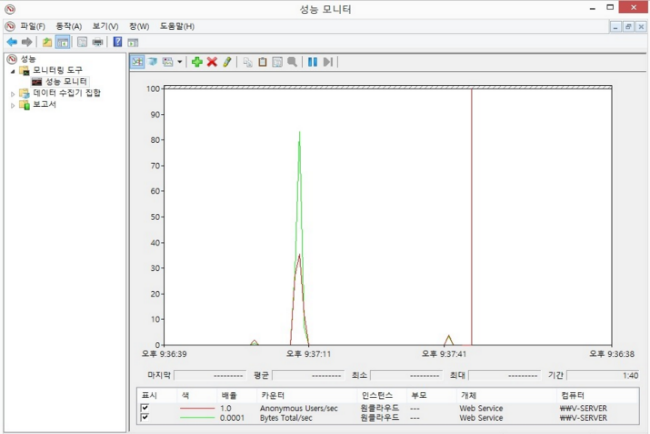 성능 모니터
파일(F) 동작(A) 보기(V) 창(W) 도움말(H)
성능
모니터링 도구
성능 모니터
데이터 수집기 집합
보고서
100
90
80
70
60
50
40
30
20
10
0
오후 9:36:39 오후 9:37:11 오후 9:37:41 오후 9:36:38
마지막 --------- 평균 --------- 최소 --------- 최대 --------- 기간 1:40
표시 색 배율 카운터 인스턴스 부모 개체 컴퓨터
1.0 Anonymous Users/sec 원클라우드 --- Web Service ₩₩V-SERVER
0.0001 Bytes Total/sec 원클라우드 --- Web Service ₩₩V-SERVER